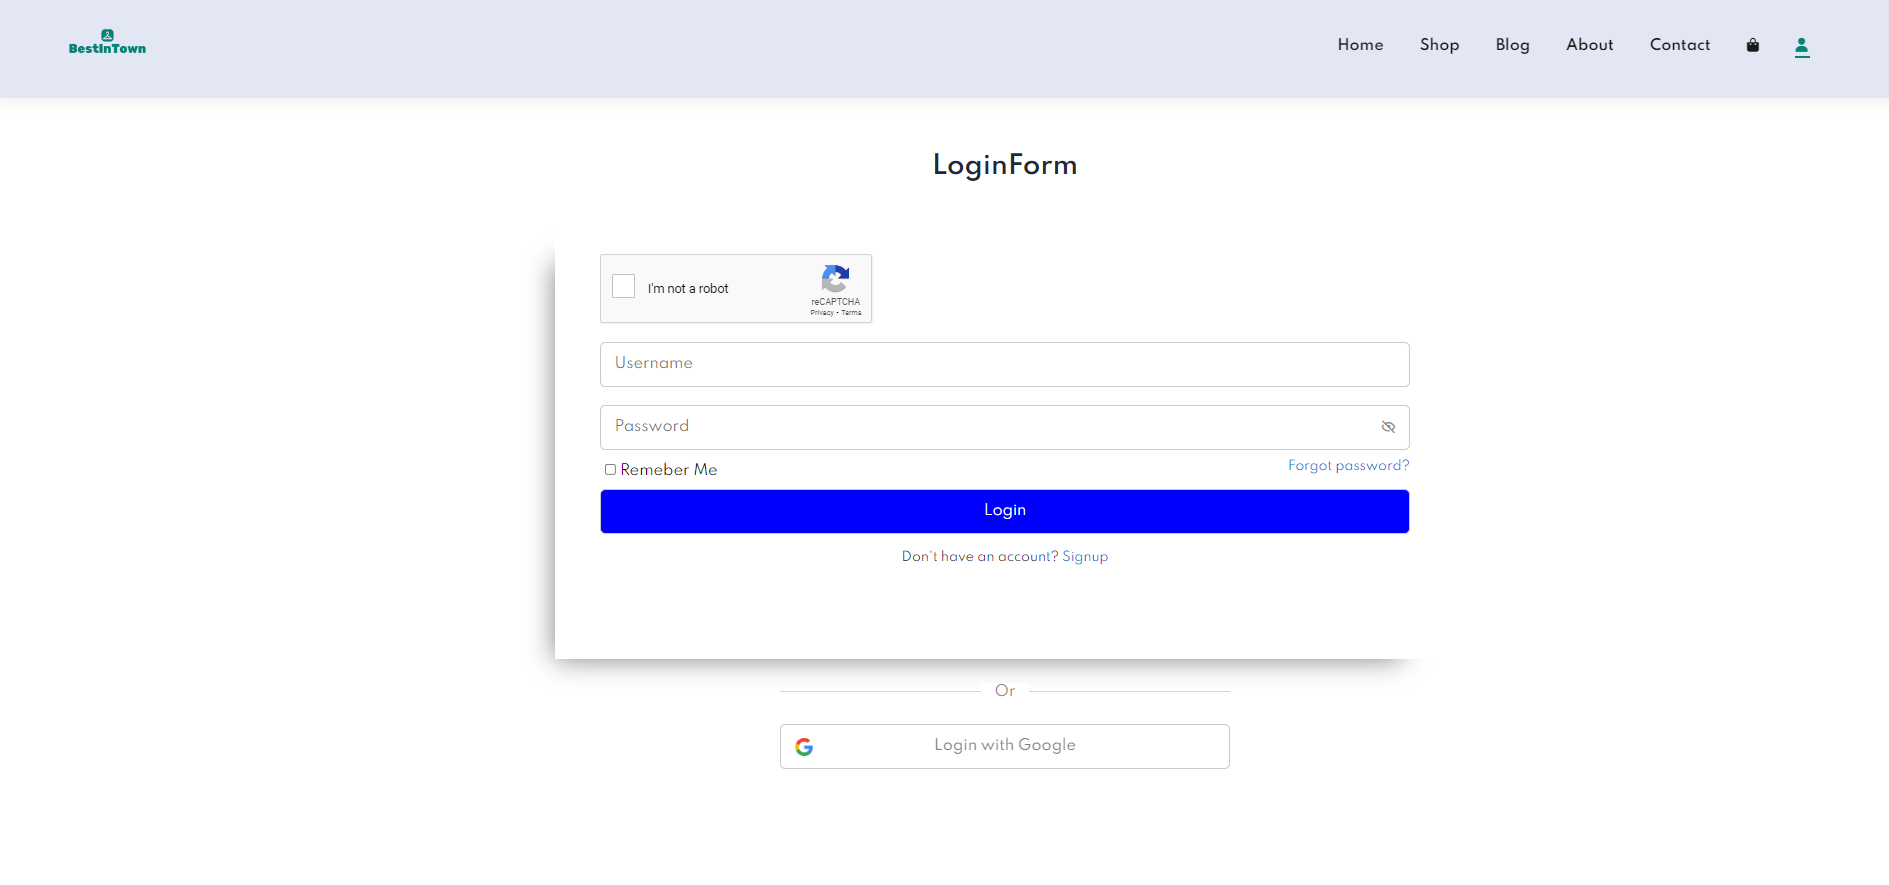 BestInTown
Home Shop Blog About Contact
LoginForm
I'm not a robot
reCAPTCHA
Privacy - Terms
Username
Password
Remeber Me
Forgot password?
Login
Don't have an account? Signup
Or
Login with Google